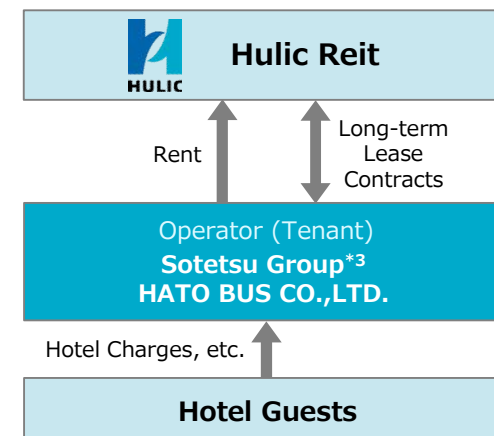 HULIC
Hulic Reit
Rent
Long-term
Lease
Contracts
Operator (Tenant)
Sotetsu Group*3
HATO BUS CO.,LTD.
Hotel Charges, etc.
Hotel Guests